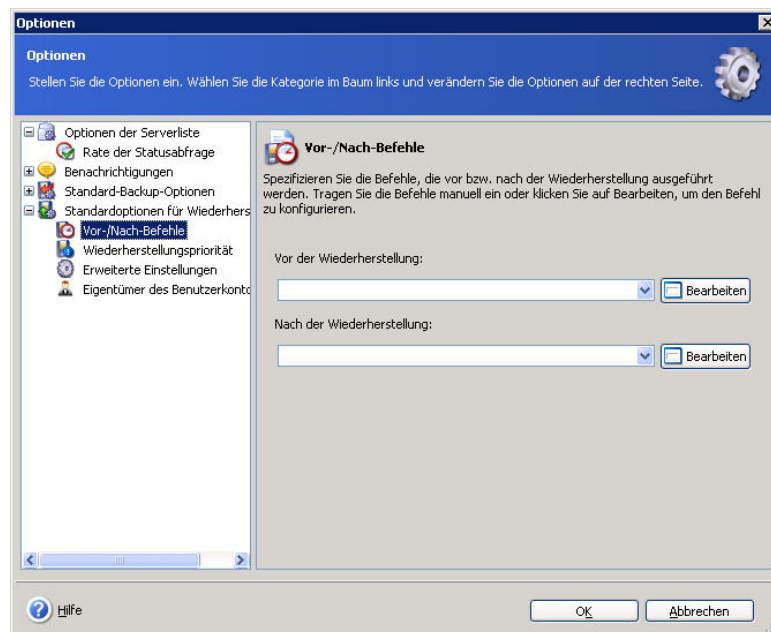 Optionen
Optionen
Stellen Sie die Optionen ein. Wählen Sie die Kategorie im Baum links und verändern Sie die Optionen auf der rechten Seite.
Optionen der Serverliste
Rate der Statusabfrage
Benachrichtigungen
Standard-Backup-Optionen
Standardoptionen für Wiederhers
Vor-/Nach-Befehle
Wiederherstellungspriorität
Erweiterte Einstellungen
Eigentümer des Benutzerkonto
Vor-/Nach-Befehle
Spezifizieren Sie die Befehle, die vor bzw. nach der Wiederherstellung ausgeführt
werden. Tragen Sie die Befehle manuell ein oder klicken Sie auf Bearbeiten, um den Befehl
zu konfigurieren.
Vor der Wiederherstellung:
Bearbeiten
Nach der Wiederherstellung:
Bearbeiten
Hilfe
OK
Abbrechen